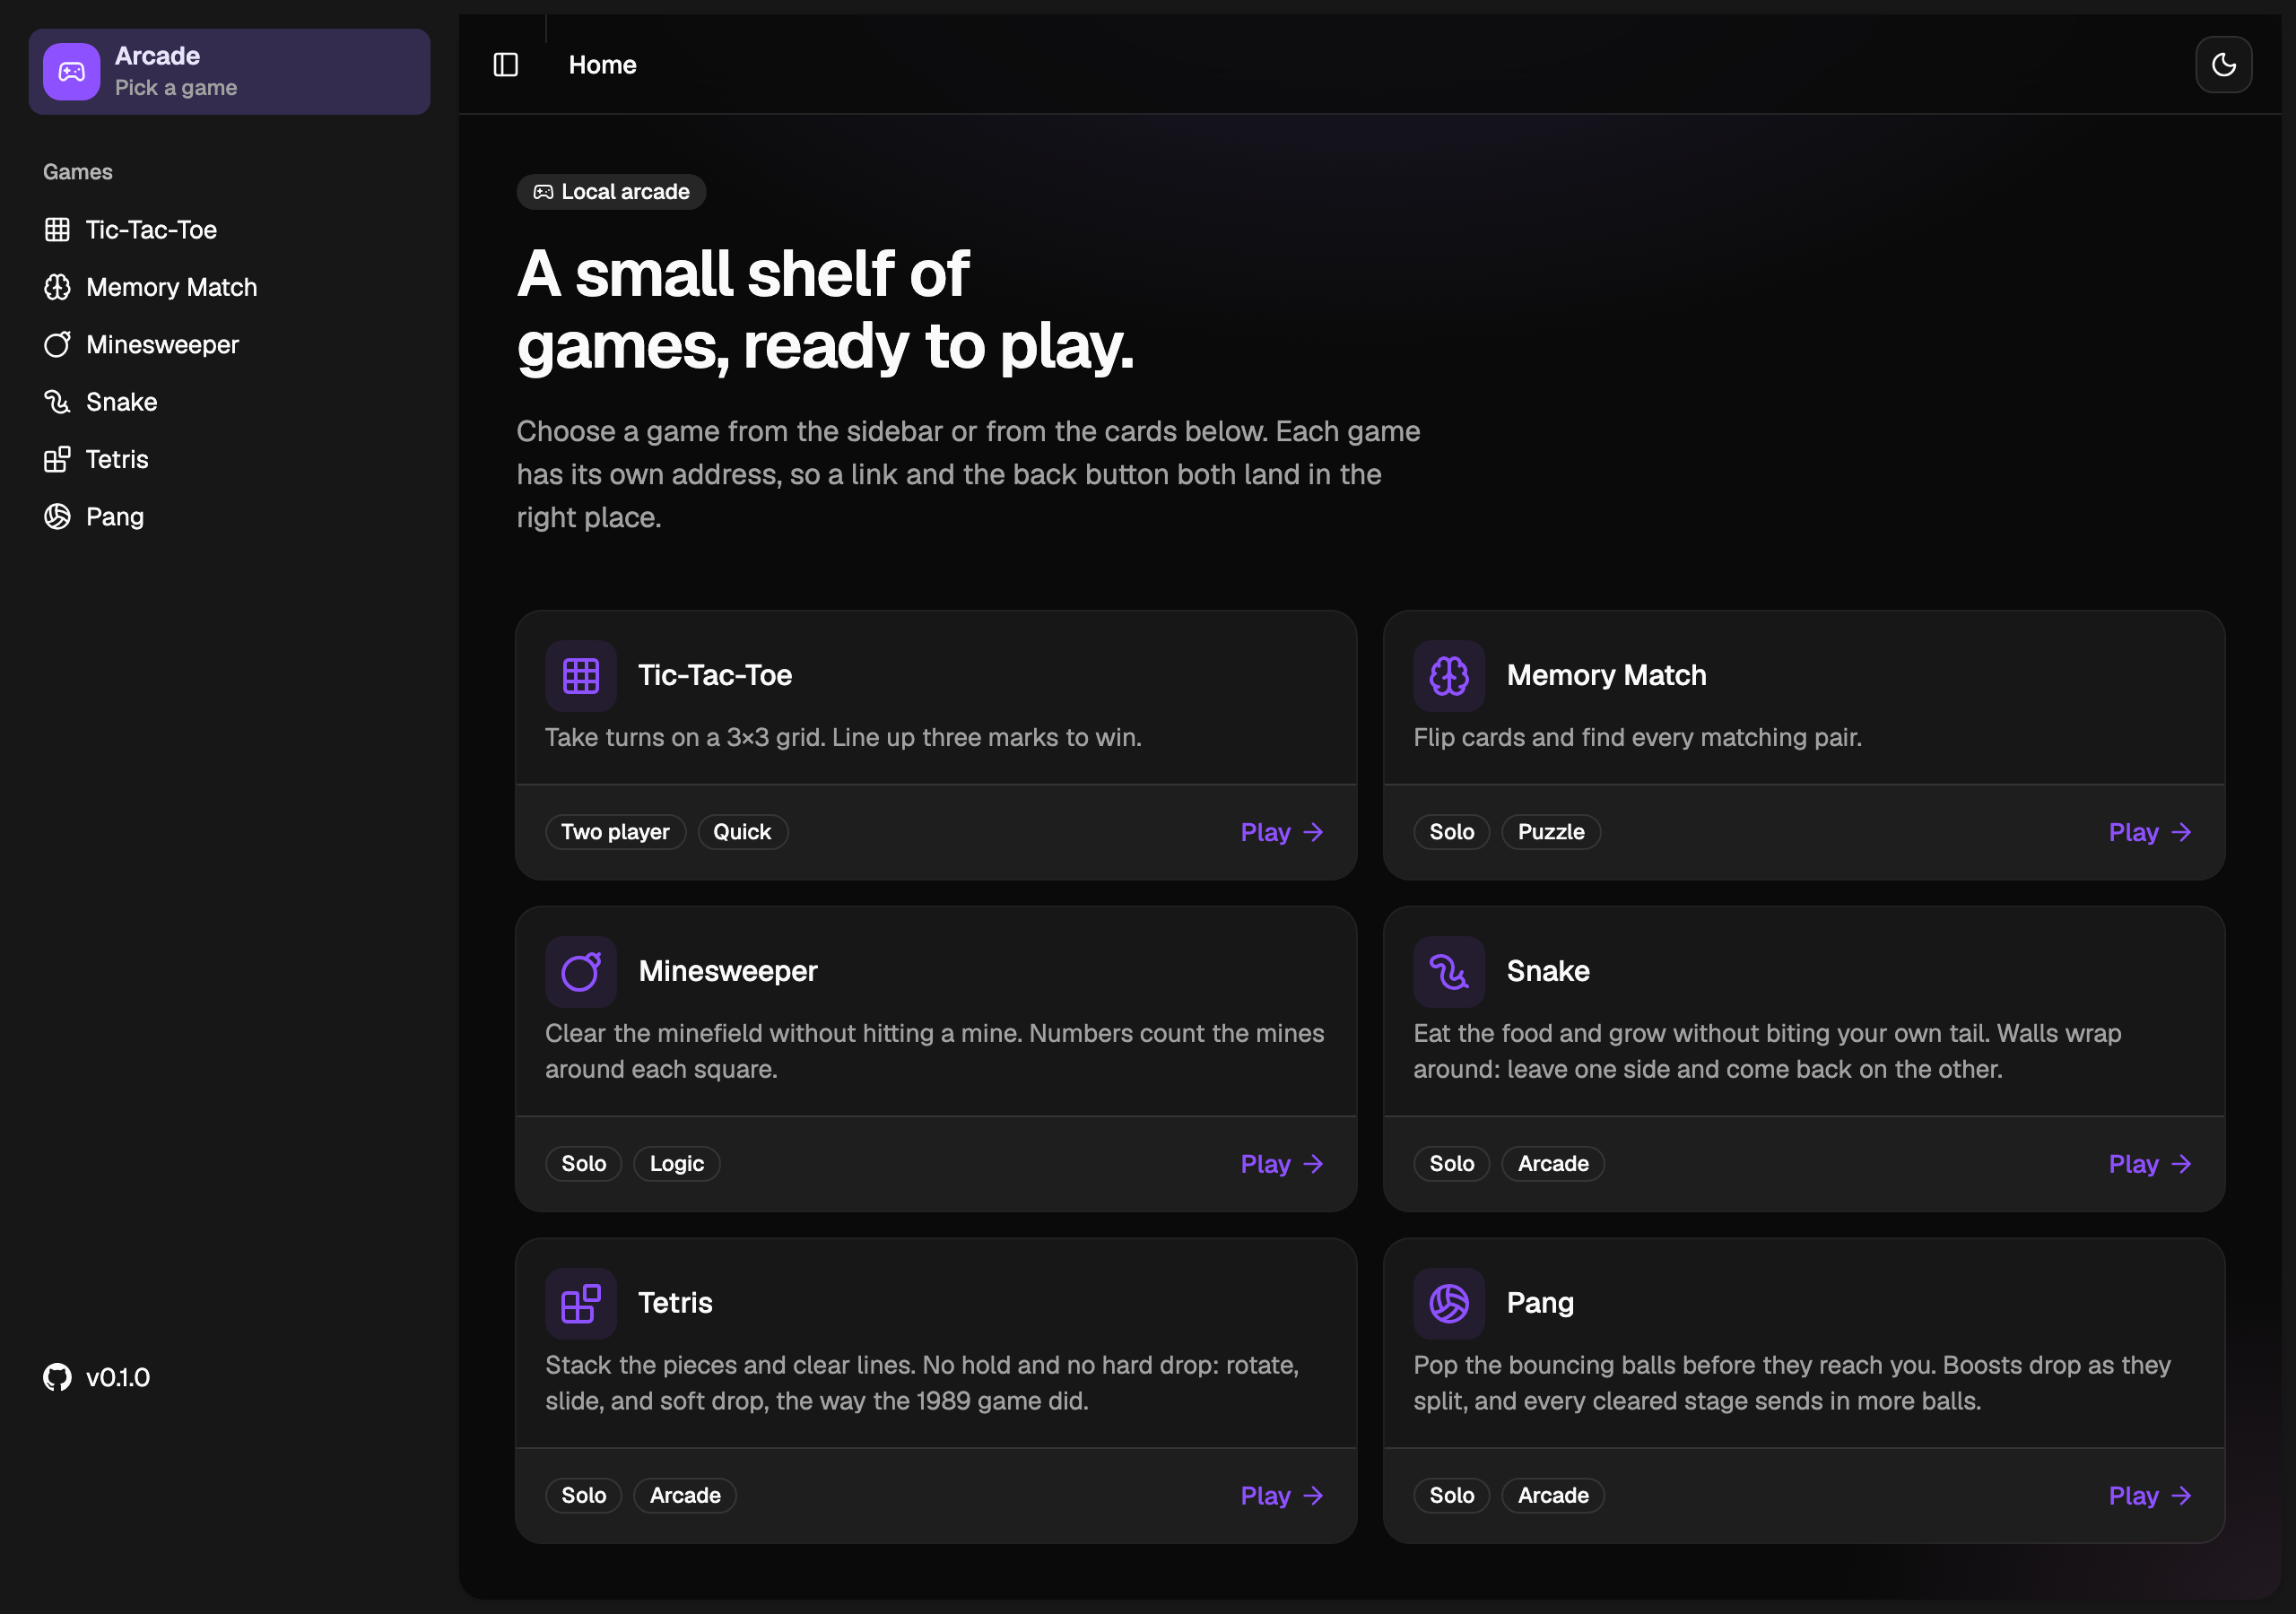 Arcade
Pick a game
Games
Tic-Tac-Toe
Memory Match
Minesweeper
Snake
Tetris
Pang
v0.1.0
Home
Local arcade
A small shelf of
games, ready to play.
Choose a game from the sidebar or from the cards below. Each game
has its own address, so a link and the back button both land in the
right place.
Tic-Tac-Toe
Take turns on a 3×3 grid. Line up three marks to win.
Two player Quick Play
Memory Match
Flip cards and find every matching pair.
Solo Puzzle Play
Minesweeper
Clear the minefield without hitting a mine. Numbers count the mines
around each square.
Solo Logic Play
Snake
Eat the food and grow without biting your own tail. Walls wrap
around: leave one side and come back on the other.
Solo Arcade Play
Tetris
Stack the pieces and clear lines. No hold and no hard drop: rotate,
slide, and soft drop, the way the 1989 game did.
Solo Arcade Play
Pang
Pop the bouncing balls before they reach you. Boosts drop as they
split, and every cleared stage sends in more balls.
Solo Arcade Play